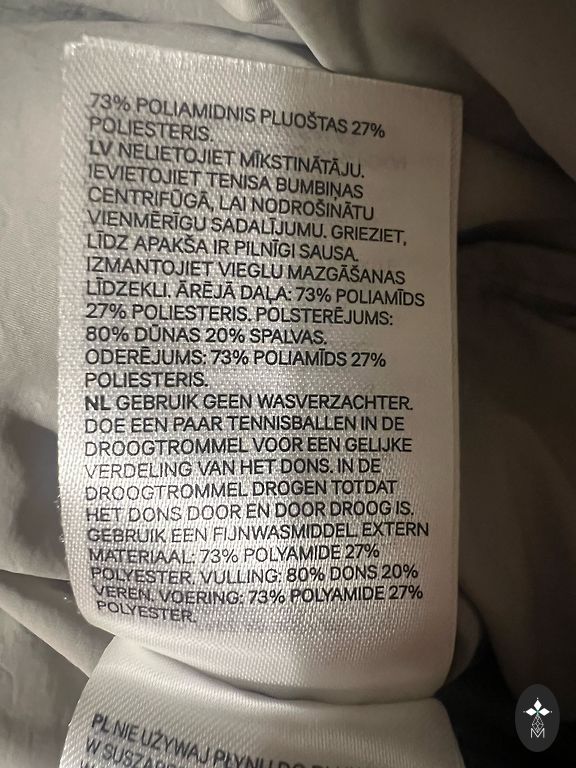 73% POLIAMIDNIS PLUOŠTAS 27%
POLIESTERIS.
LV NELIETOJIET MĪKSTINĀTĀJU.
IEVIETOJIET TENISA BUMBIŅAS
CENTRIFŪGĀ, LAI NODROŠINĀTU
VIENMĒRĪGU SADALĪJUMU. GRIEZIET,
LĪDZ APAKŠA IR PILNĪGI SAUSA.
IZMANTOJIET VIEGLU MAZGĀŠANAS
LĪDZEKLI. ĀRĒJĀ DAĻA: 73% POLIAMĪDS
27% POLIESTERIS. POLSTERĒJUMS:
80% DŪNAS 20% SPALVAS.
ODERĒJUMS: 73% POLIAMĪDS 27%
POLIESTERIS.
NL GEBRUIK GEEN WASVERZACHTER.
DOE EEN PAAR TENNISBALLEN IN DE
DROOGTROMMEL VOOR EEN GELIJKE
VERDELING VAN HET DONS. IN DE
DROOGTROMMEL DROGEN TOTDAT
HET DONS DOOR EN DOOR DROOG IS.
GEBRUIK EEN FIJNWASMIDDEL. EXTERN
MATERIAAL: 73% POLYAMIDE 27%
POLYESTER. VULLING: 80% DONS 20%
VEREN. VOERING: 73% POLYAMIDE 27%
POLYESTER.
PL NIE UŻYWAJ PŁYNU DO
W
M